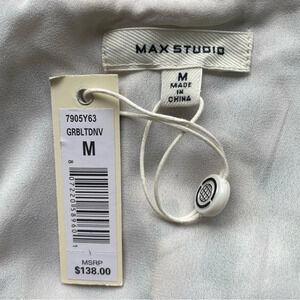 MAX STUDIO
M
MADE
IN
CHINA
7905Y63
GRBLTDNV
M
MSRP
$138.00